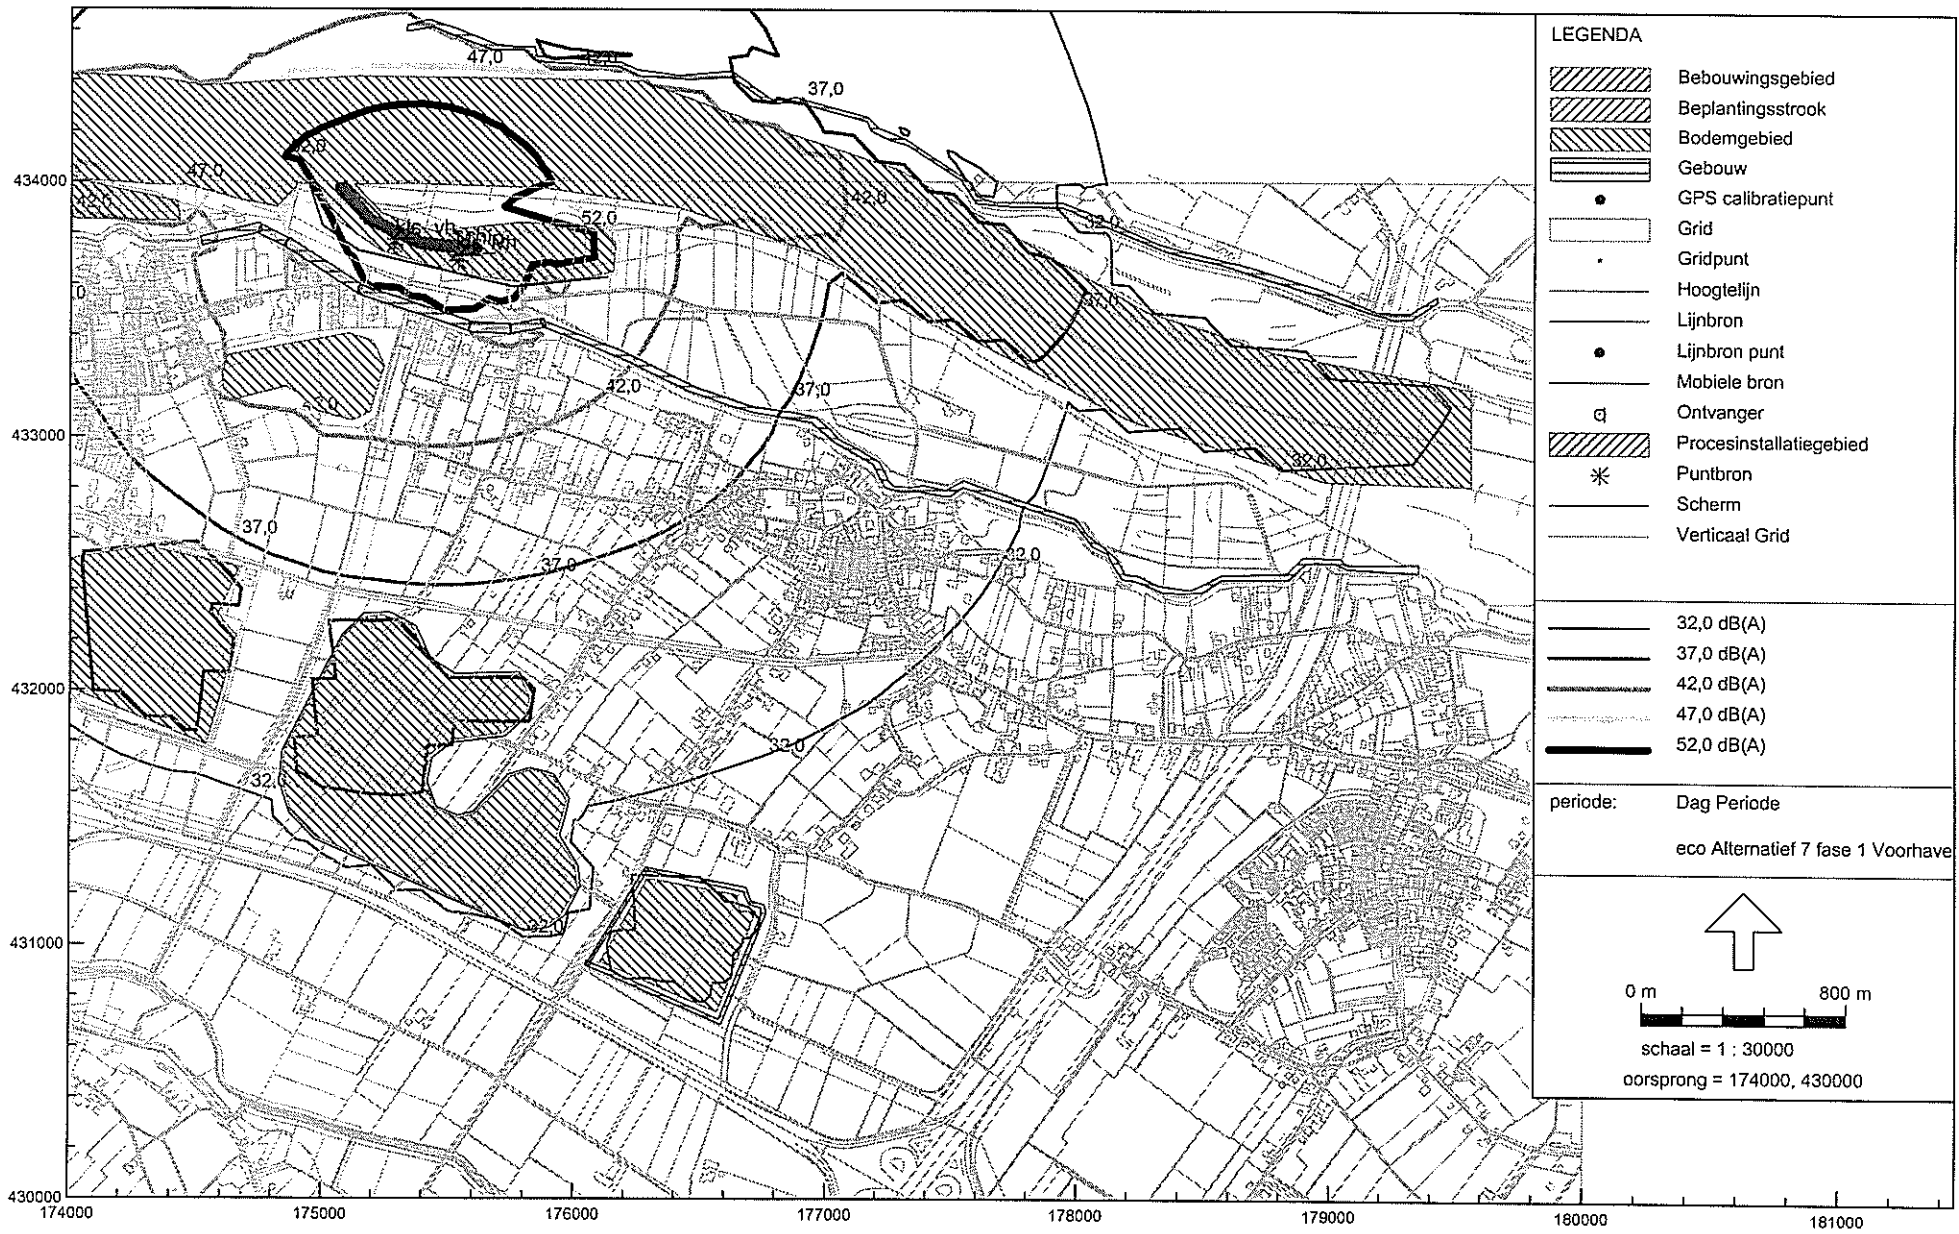 47,0
42,0
37,0
52,0
47,0
434000
42,0
42,0
52,0
32,0
37,0
42,0
37,0
42,0
433000
32,0
37,0
37,0
32,0
432000
32,0
32,0
32,0
431000
430000
174000
175000
176000
177000
178000
179000
180000
181000
LEGENDA
Bebouwingsgebied
Beplantingsstrook
Bodemgebied
Gebouw
GPS calibratiepunt
Grid
Gridpunt
Hoogtelijn
Lijnbron
Lijnbron punt
Mobiele bron
Ontvanger
Procesinstallatiegebied
Puntbron
Scherm
Verticaal Grid
32,0 dB(A)
37,0 dB(A)
42,0 dB(A)
47,0 dB(A)
52,0 dB(A)
periode: Dag Periode
eco Alternatief 7 fase 1 Voorhave
0 m 800 m
schaal = 1 : 30000
oorsprong = 174000, 430000